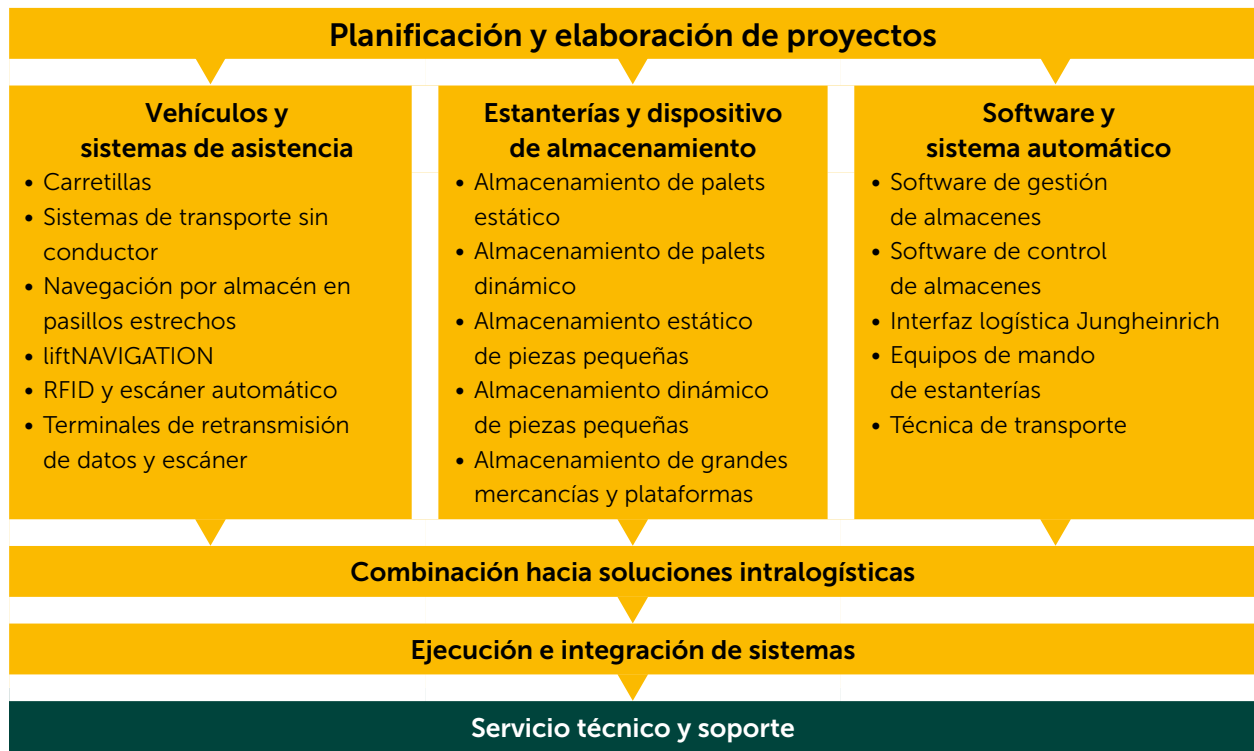 Planificación y elaboración de proyectos
Vehículos y
sistemas de asistencia
• Carretillas
• Sistemas de transporte sin
conductor
• Navegación por almacén en
pasillos estrechos
• liftNAVIGATION
• RFID y escáner automático
• Terminales de retransmisión
de datos y escáner
Estanterías y dispositivo
de almacenamiento
• Almacenamiento de palets
estático
• Almacenamiento de palets
dinámico
• Almacenamiento estático
de piezas pequeñas
• Almacenamiento dinámico
de piezas pequeñas
• Almacenamiento de grandes
mercancías y plataformas
Software y
sistema automático
• Software de gestión
de almacenes
• Software de control
de almacenes
• Interfaz logística Jungheinrich
• Equipos de mando
de estanterías
• Técnica de transporte
Combinación hacia soluciones intralogísticas
Ejecución e integración de sistemas
Servicio técnico y soporte